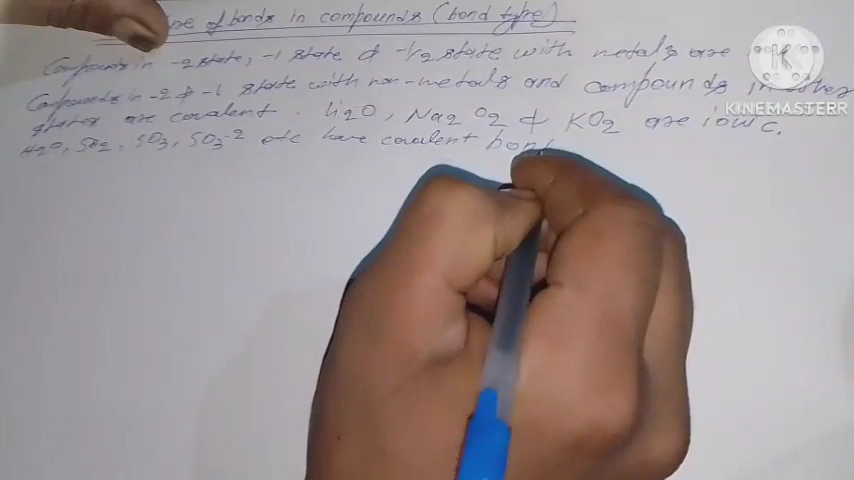 of bonds in compounds (bond type)
Compounds in -2 state, -1 state & -1/2 state with metals are
Compounds in -2 & -1 state with non-metals and compounds in other
states are covalent. Li2O, Na2O2 & KO2 are ionic.
H2O, SO2, SO3, SO3-2 etc have covalent bond
K
KINEMASTER